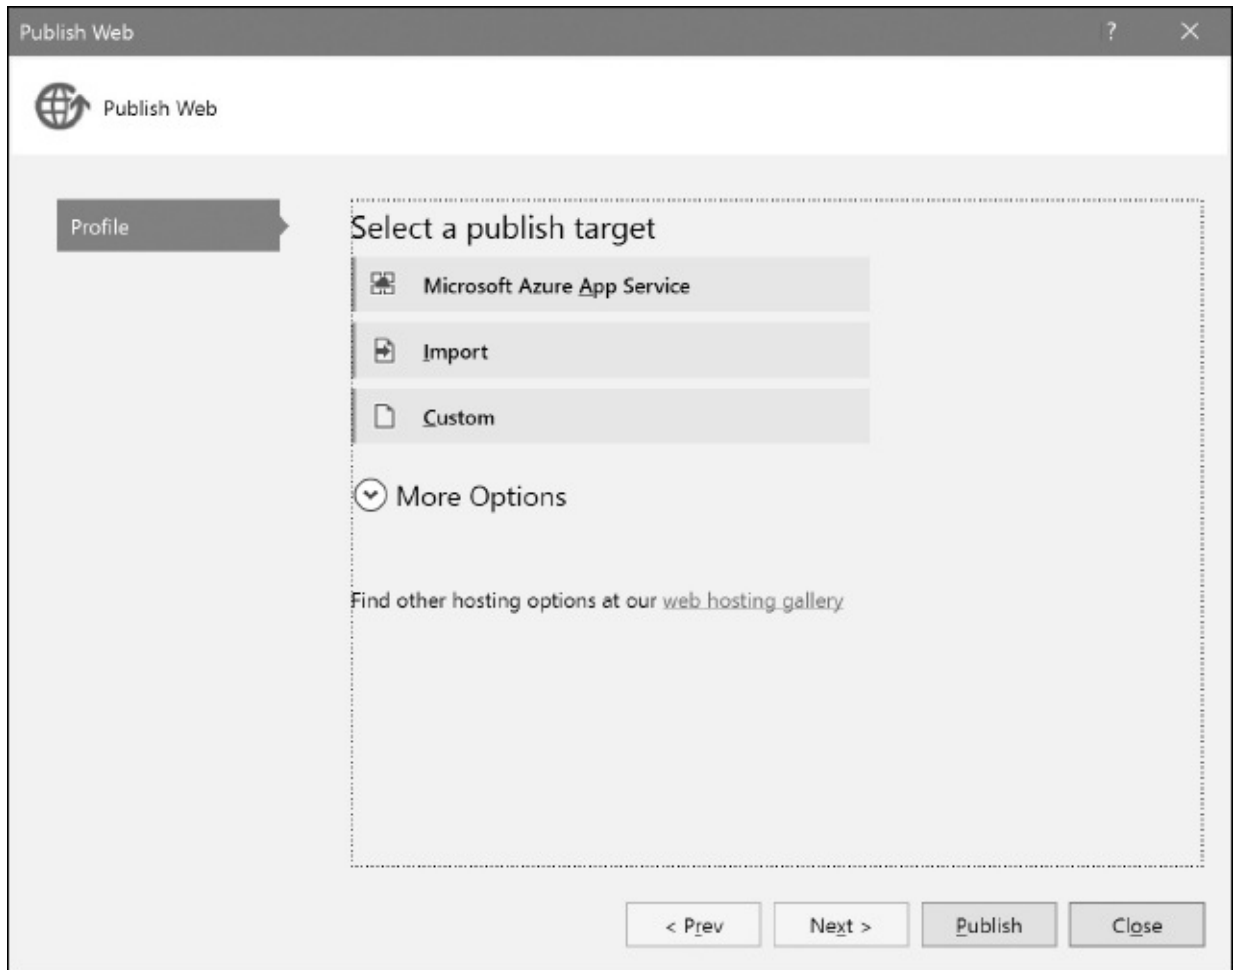 Publish Web ? ×
Publish Web
Profile
Select a publish target
Microsoft Azure App Service
Import
Custom
More Options
Find other hosting options at our web hosting gallery
< Prev Next > Publish Close